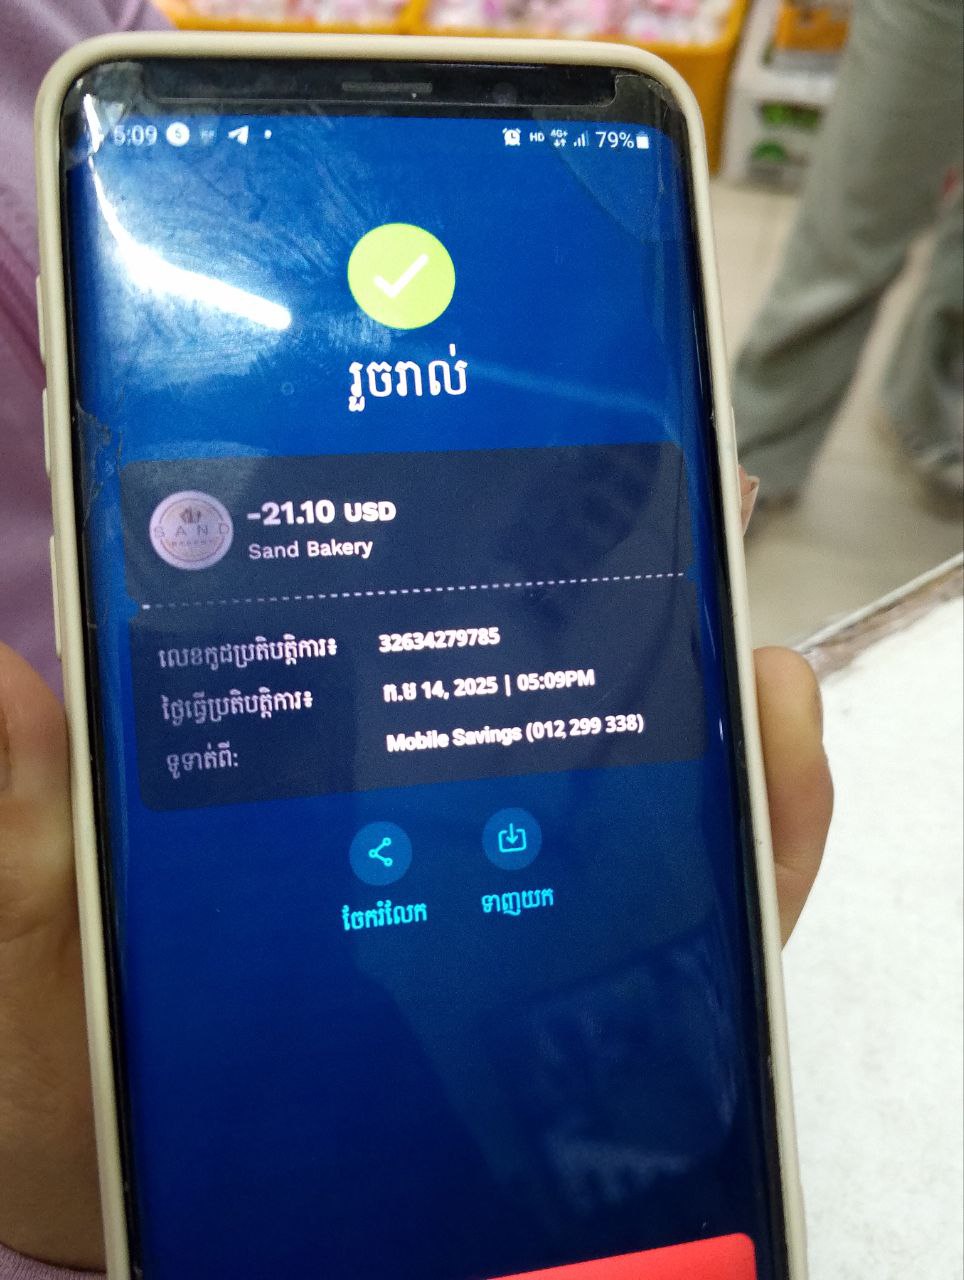 5:09
HD 4G+ 79%
រួចរាល់
-21.10 USD
SAND
Sand Bakery
លេខកូដប្រតិបត្តិការ៖ 32634279785
ថ្ងៃធ្វើប្រតិបត្តិការ៖ ក.ម 14, 2025 | 05:09PM
ទូទាត់ពី: Mobile Savings (012 299 338)
ចែករំលែក ទាញយក